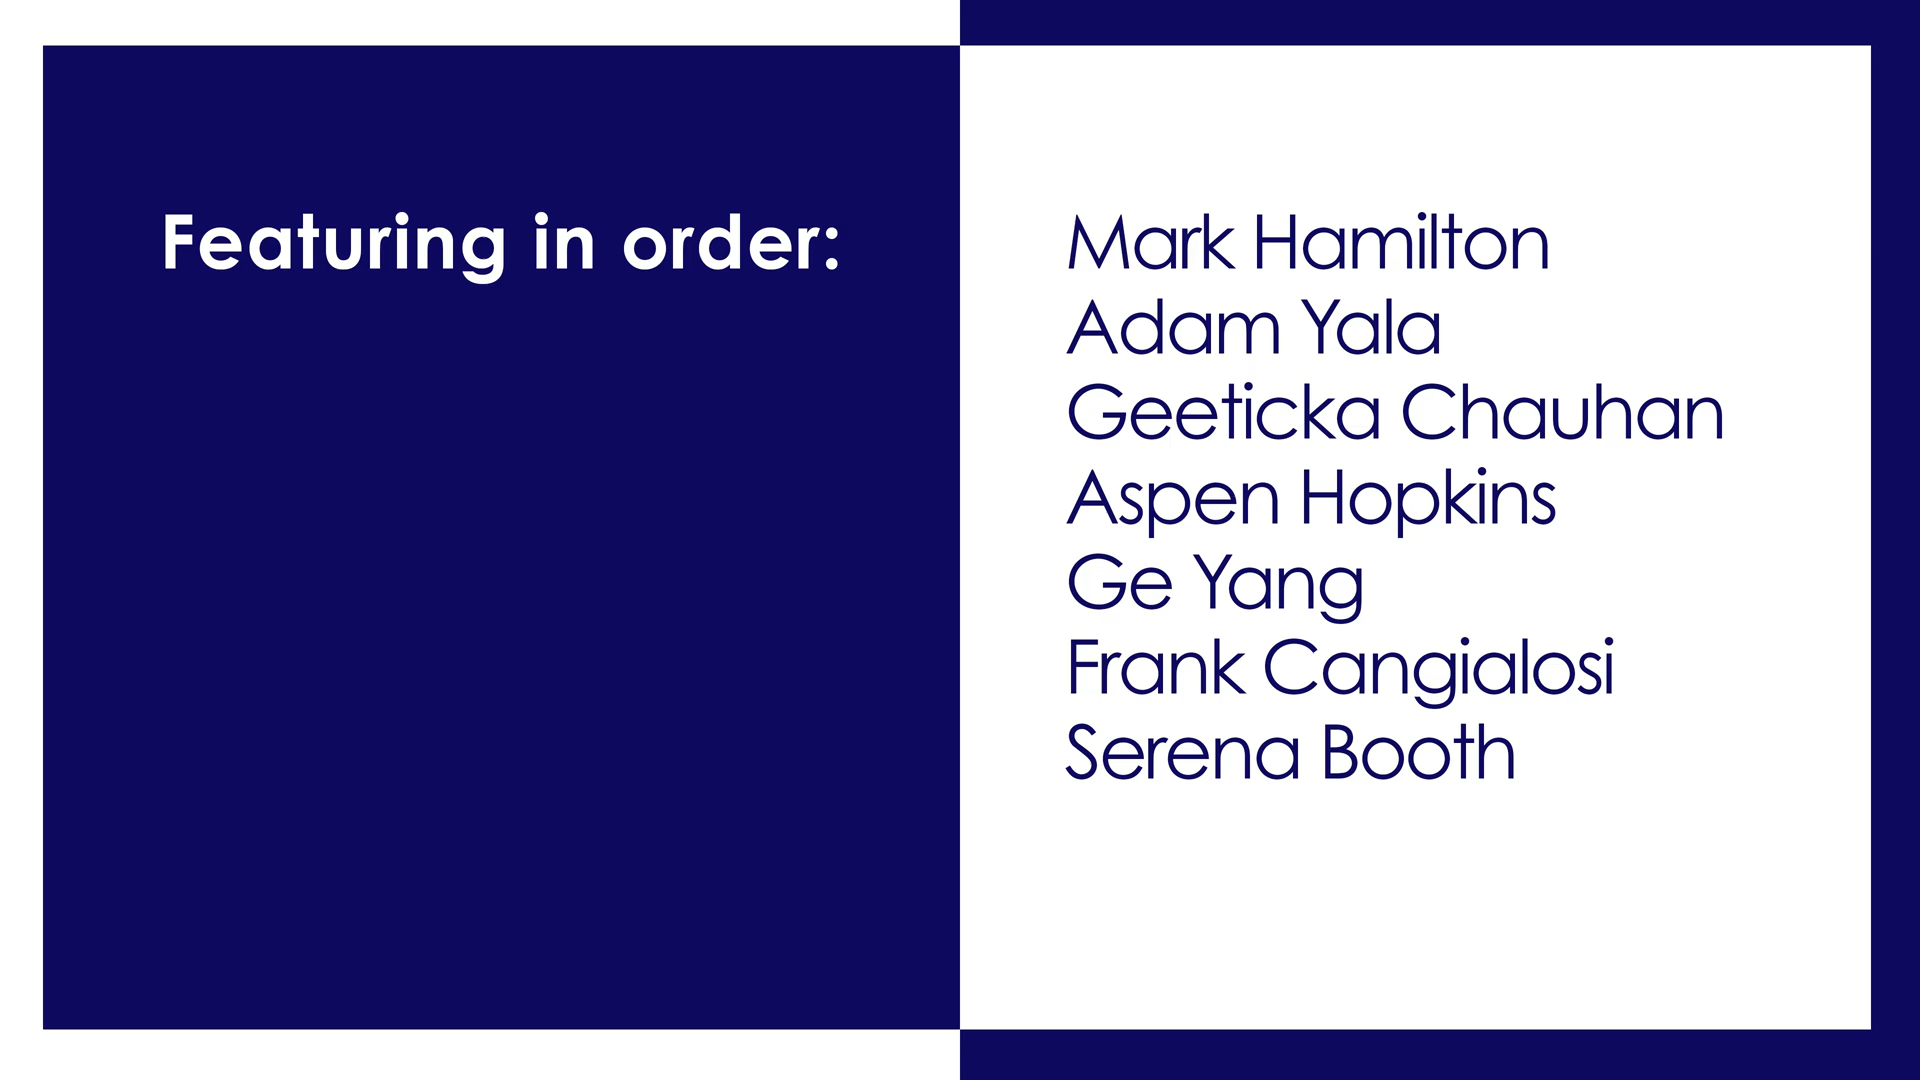 Featuring in order:
Mark Hamilton
Adam Yala
Geeticka Chauhan
Aspen Hopkins
Ge Yang
Frank Cangialosi
Serena Booth